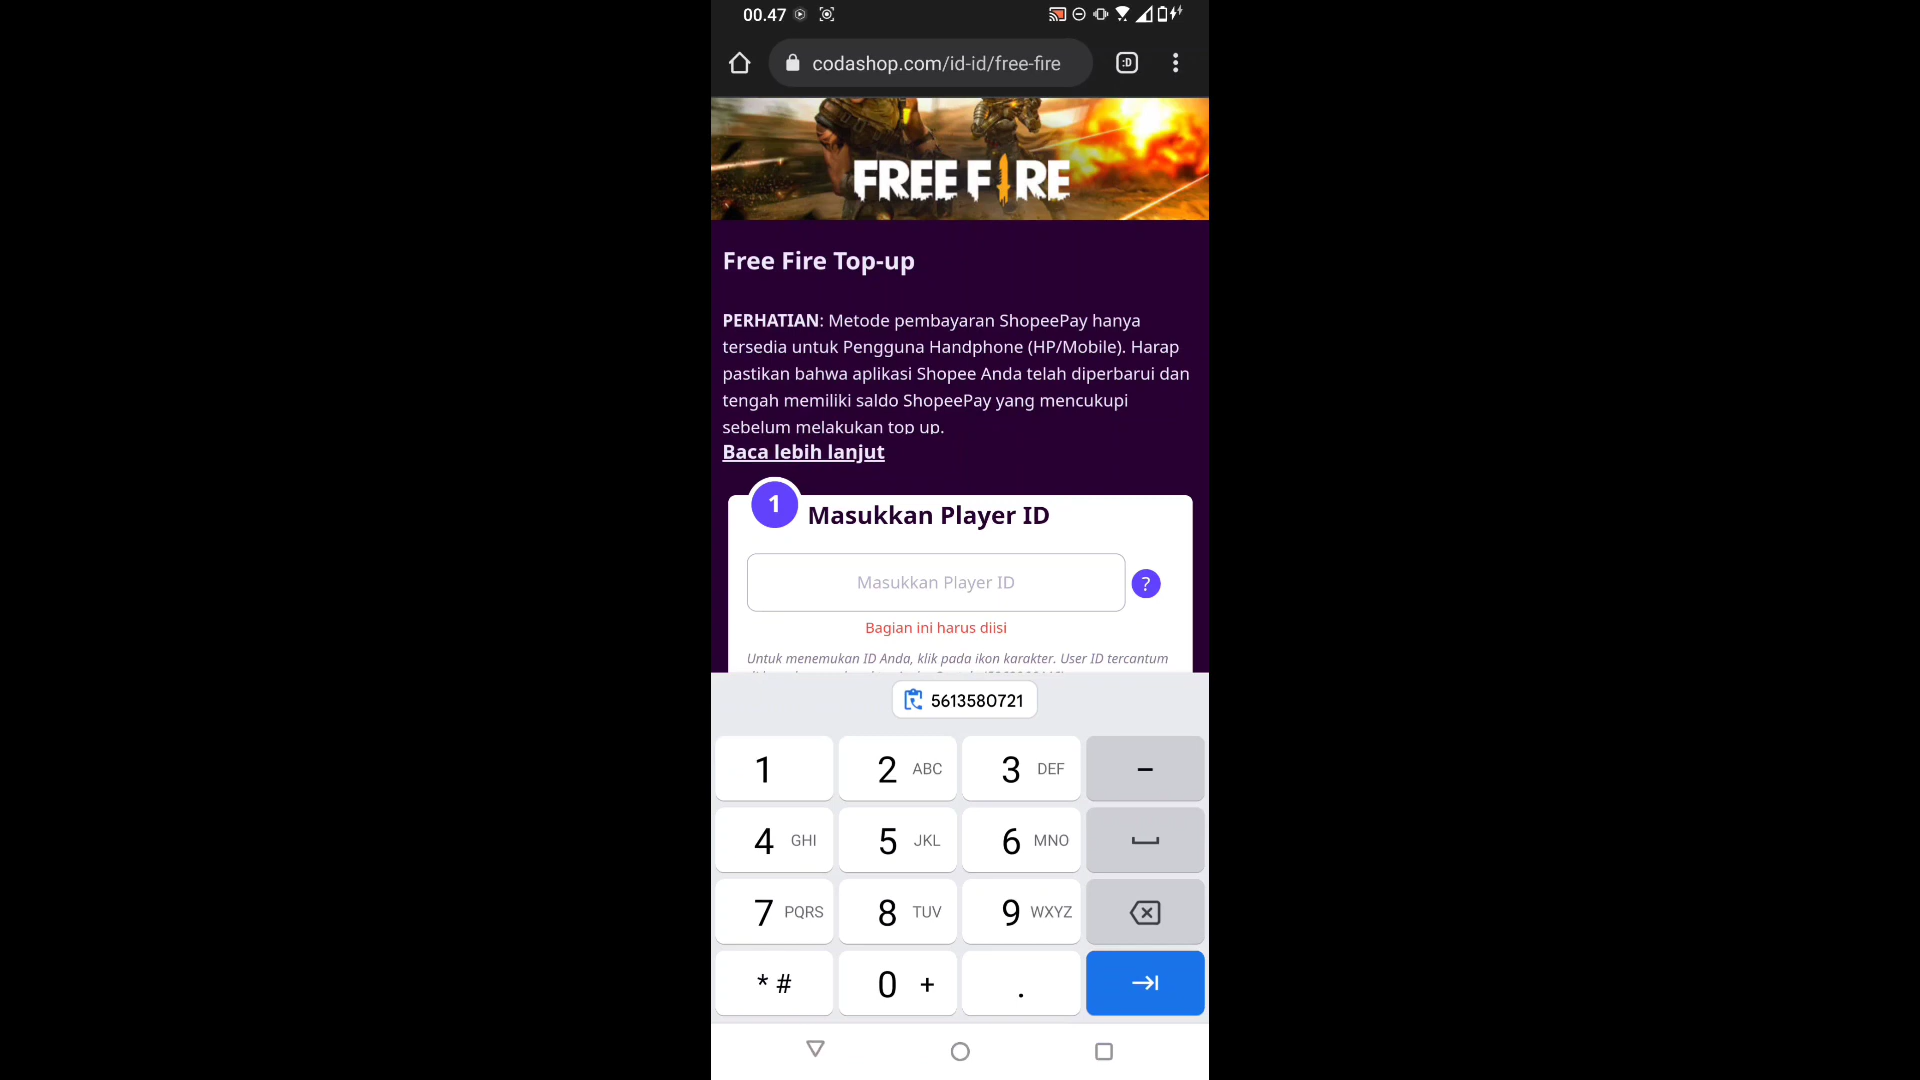 00.47
codashop.com/id-id/free-fire
:D
FREE FIRE
Free Fire Top-up
PERHATIAN: Metode pembayaran ShopeePay hanya
tersedia untuk Pengguna Handphone (HP/Mobile). Harap
pastikan bahwa aplikasi Shopee Anda telah diperbarui dan
tengah memiliki saldo ShopeePay yang mencukupi
sebelum melakukan top up.
Baca lebih lanjut
1
Masukkan Player ID
Masukkan Player ID
?
Bagian ini harus diisi
Untuk menemukan ID Anda, klik pada ikon karakter. User ID tercantum
5613580721
1 2 ABC 3 DEF –
4 GHI 5 JKL 6 MNO
7 PQRS 8 TUV 9 WXYZ
* # 0 + .